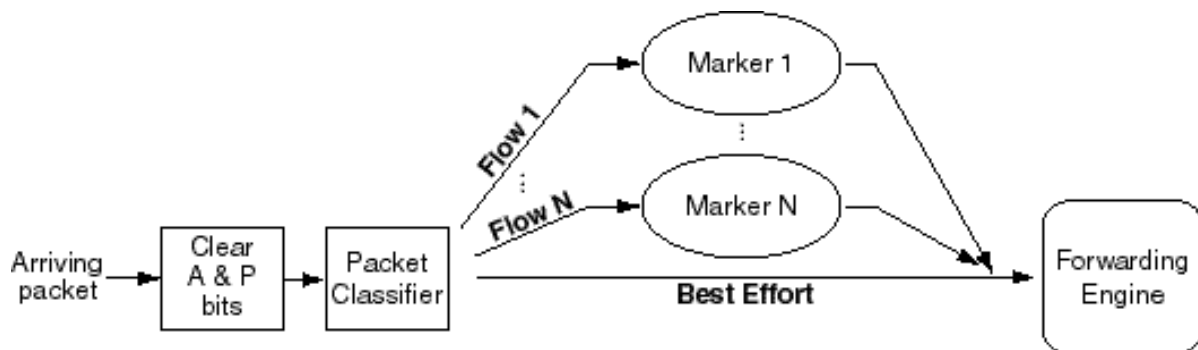 Marker 1
Flow 1
Marker N
Flow N
Arriving
packet
Clear
A & P
bits
Packet
Classifier
Best Effort
Forwarding
Engine